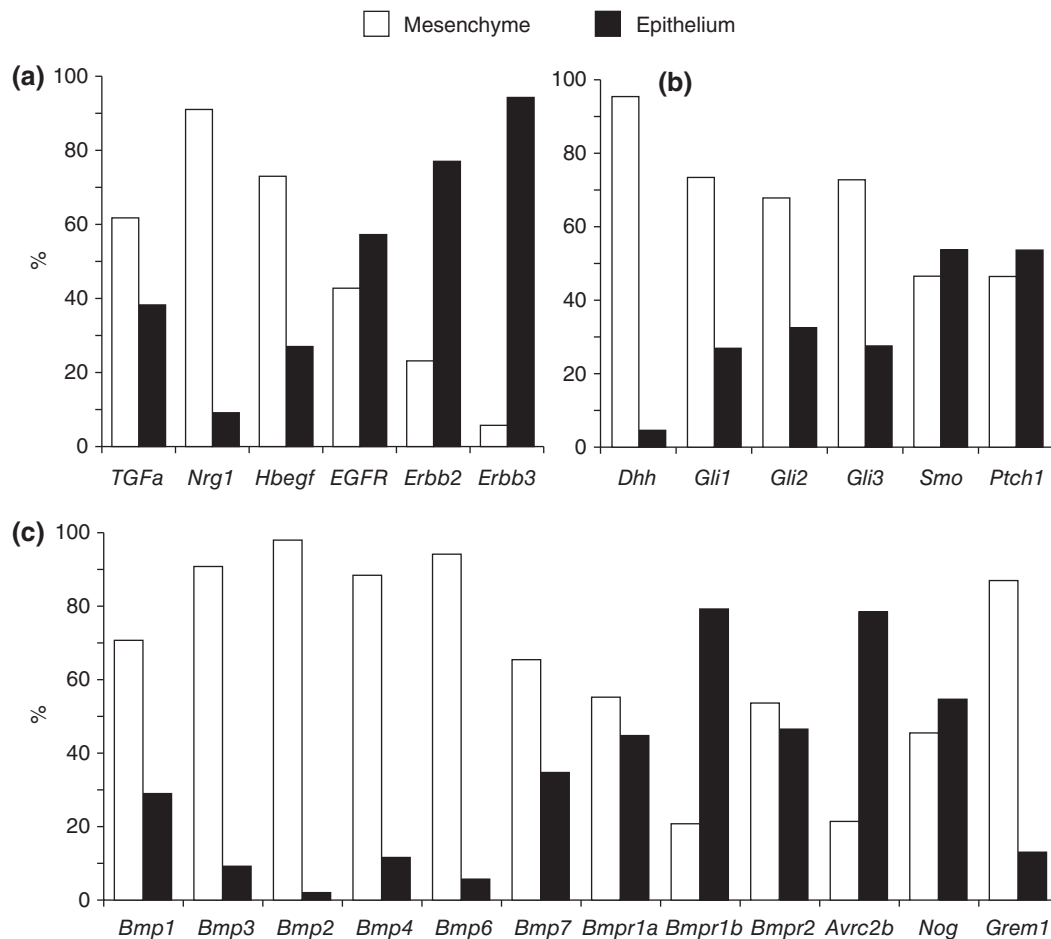 Mesenchyme Epithelium
(a) (b)
100 100
80 80
60 60
% 
40 40
20 20
0 0
TGFa Nrg1 Hbegf EGFR Erbb2 Erbb3 Dhh Gli1 Gli2 Gli3 Smo Ptch1
(c)
100
80
60
%
40
20
0
Bmp1 Bmp3 Bmp2 Bmp4 Bmp6 Bmp7 Bmpr1a Bmpr1b Bmpr2 Avrc2b Nog Grem1